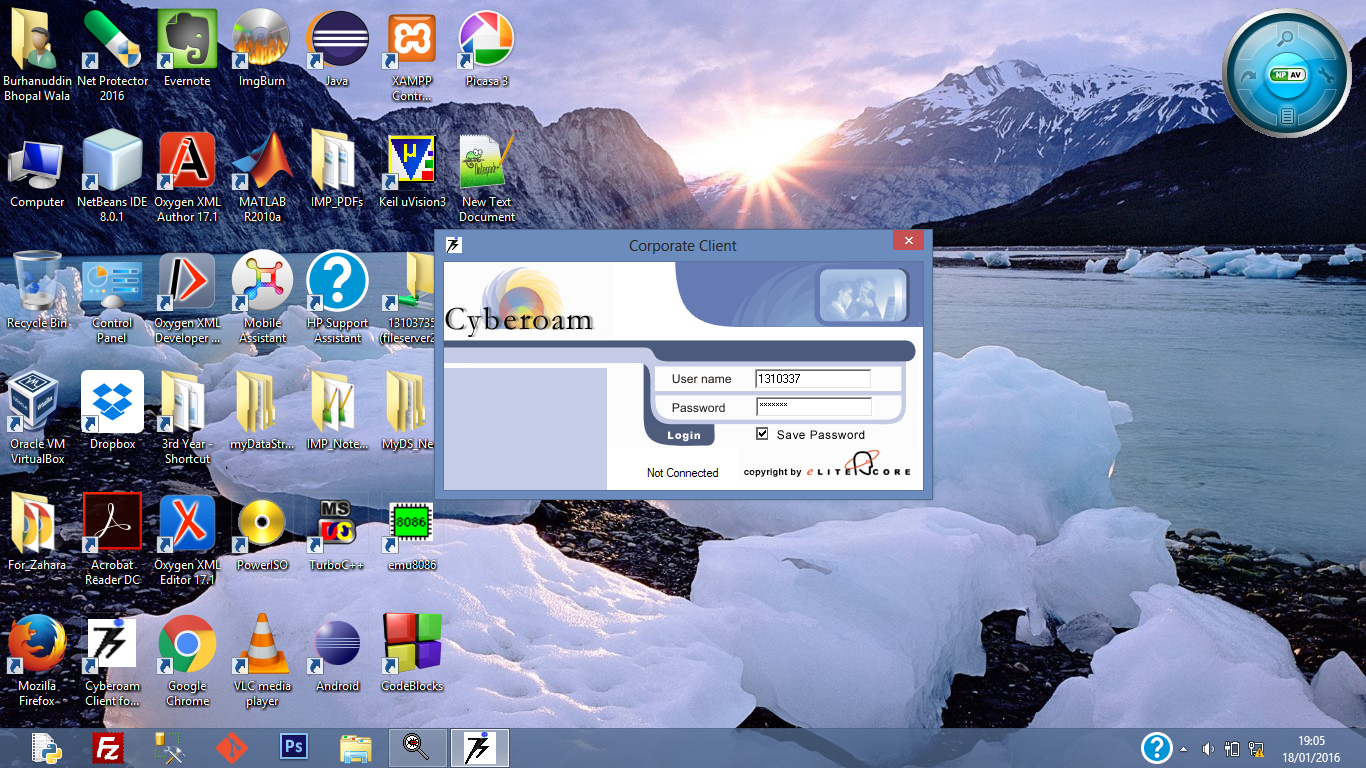 Burhanuddin
Bhopal Wala
Net Protector
2016
Evernote
ImgBurn
Java
XAMPP
Contr...
Picasa 3
NP AV
Computer
NetBeans IDE
8.0.1
Oxygen XML
Author 17.1
MATLAB
R2010a
IMP_PDFs
Keil uVision3
New Text
Document
Recycle Bin
Control
Panel
Oxygen XML
Developer ...
Mobile
Assistant
HP Support
Assistant
13103735
(fileserver2
Corporate Client
Cyberoam
User name
1310337
Password
xxxxxxx
Login
Save Password
Not Connected
copyright by eLITECORE
Oracle VM
VirtualBox
Dropbox
3rd Year -
Shortcut
myDataStr...
IMP_Note...
MyDS_Ne
For_Zahara
Acrobat
Reader DC
Oxygen XML
Editor 17.1
PowerISO
MS
TurboC++
8086
emu8086
Mozilla
Firefox
Cyberoam
Client fo...
Google
Chrome
VLC media
player
Android
CodeBlocks
Fz
Ps
19:05
18/01/2016